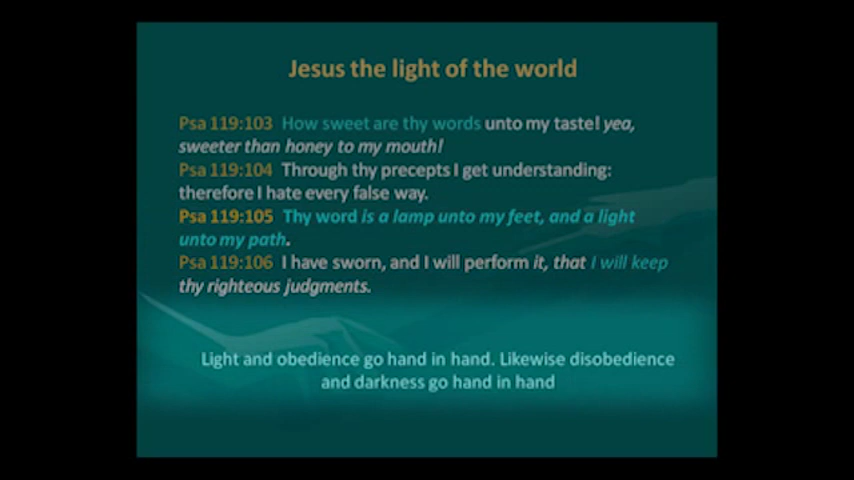 Jesus the light of the world
Psa 119:103 How sweet are thy words unto my taste! yea,
sweeter than honey to my mouth!
Psa 119:104 Through thy precepts I get understanding:
therefore I hate every false way.
Psa 119:105 Thy word is a lamp unto my feet, and a light
unto my path.
Psa 119:106 I have sworn, and I will perform it, that I will keep
thy righteous judgments.
Light and obedience go hand in hand. Likewise disobedience
and darkness go hand in hand